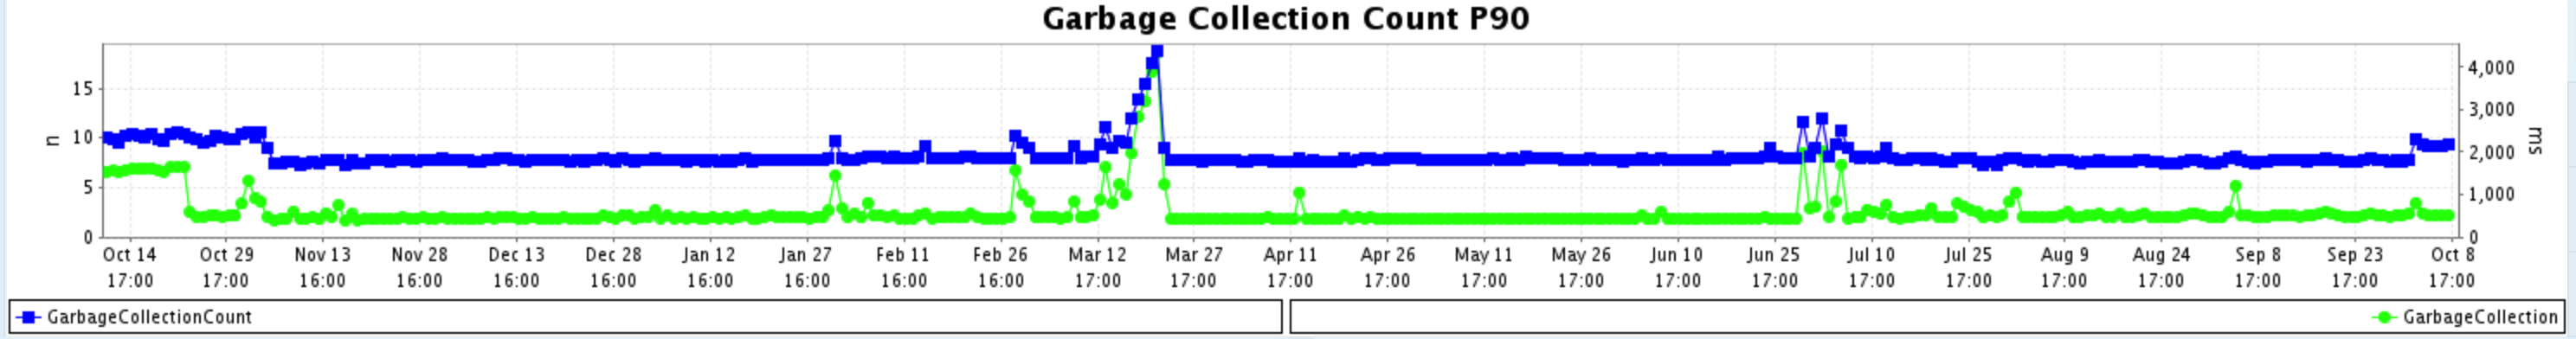 Garbage Collection Count P90
n
15
10
5
0
4,000
3,000
2,000
1,000
0
ms
Oct 14 Oct 29 Nov 13 Nov 28 Dec 13 Dec 28 Jan 12 Jan 27 Feb 11 Feb 26 Mar 12 Mar 27 Apr 11 Apr 26 May 11 May 26 Jun 10 Jun 25 Jul 10 Jul 25 Aug 9 Aug 24 Sep 8 Sep 23 Oct 8
17:00 17:00 16:00 16:00 16:00 16:00 16:00 16:00 16:00 16:00 17:00 17:00 17:00 17:00 17:00 17:00 17:00 17:00 17:00 17:00 17:00 17:00 17:00 17:00 17:00
GarbageCollectionCount
GarbageCollection